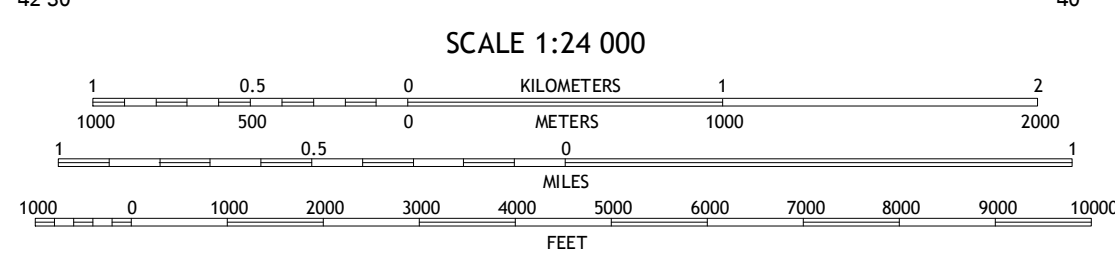 42'30"
40'
SCALE 1:24 000
1 0.5 0 KILOMETERS 1 2
1000 500 0 METERS 1000 2000
1 0.5 0 1
MILES
1000 0 1000 2000 3000 4000 5000 6000 7000 8000 9000 10000
FEET